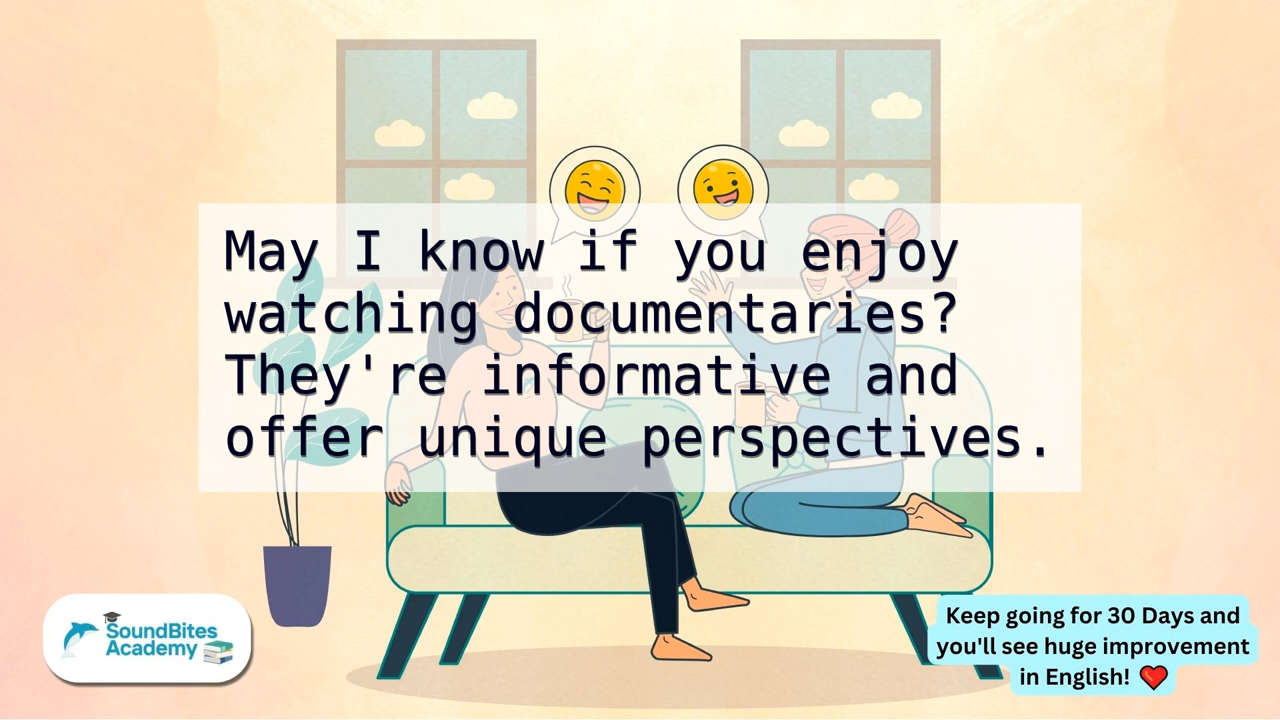 May I know if you enjoy
watching documentaries?
They're informative and
offer unique perspectives.
SoundBites
Academy
Keep going for 30 Days and
you'll see huge improvement
in English! ❤️